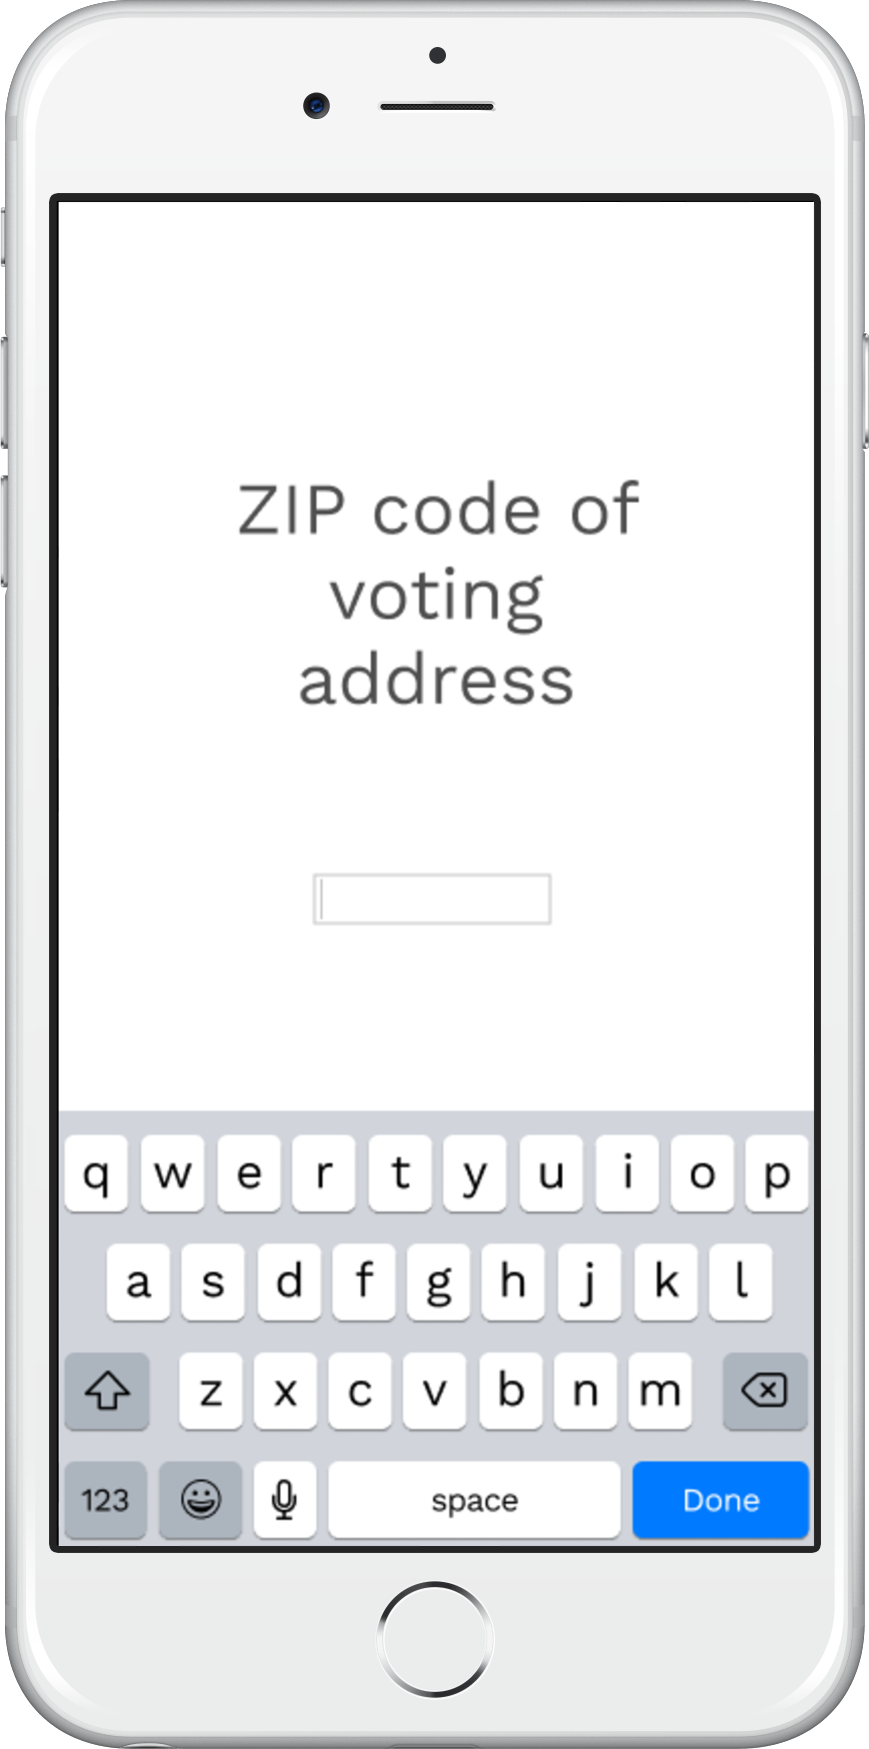 ZIP code of
voting
address
q w e r t y u i o p
a s d f g h j k l
z x c v b n m
123 space Done